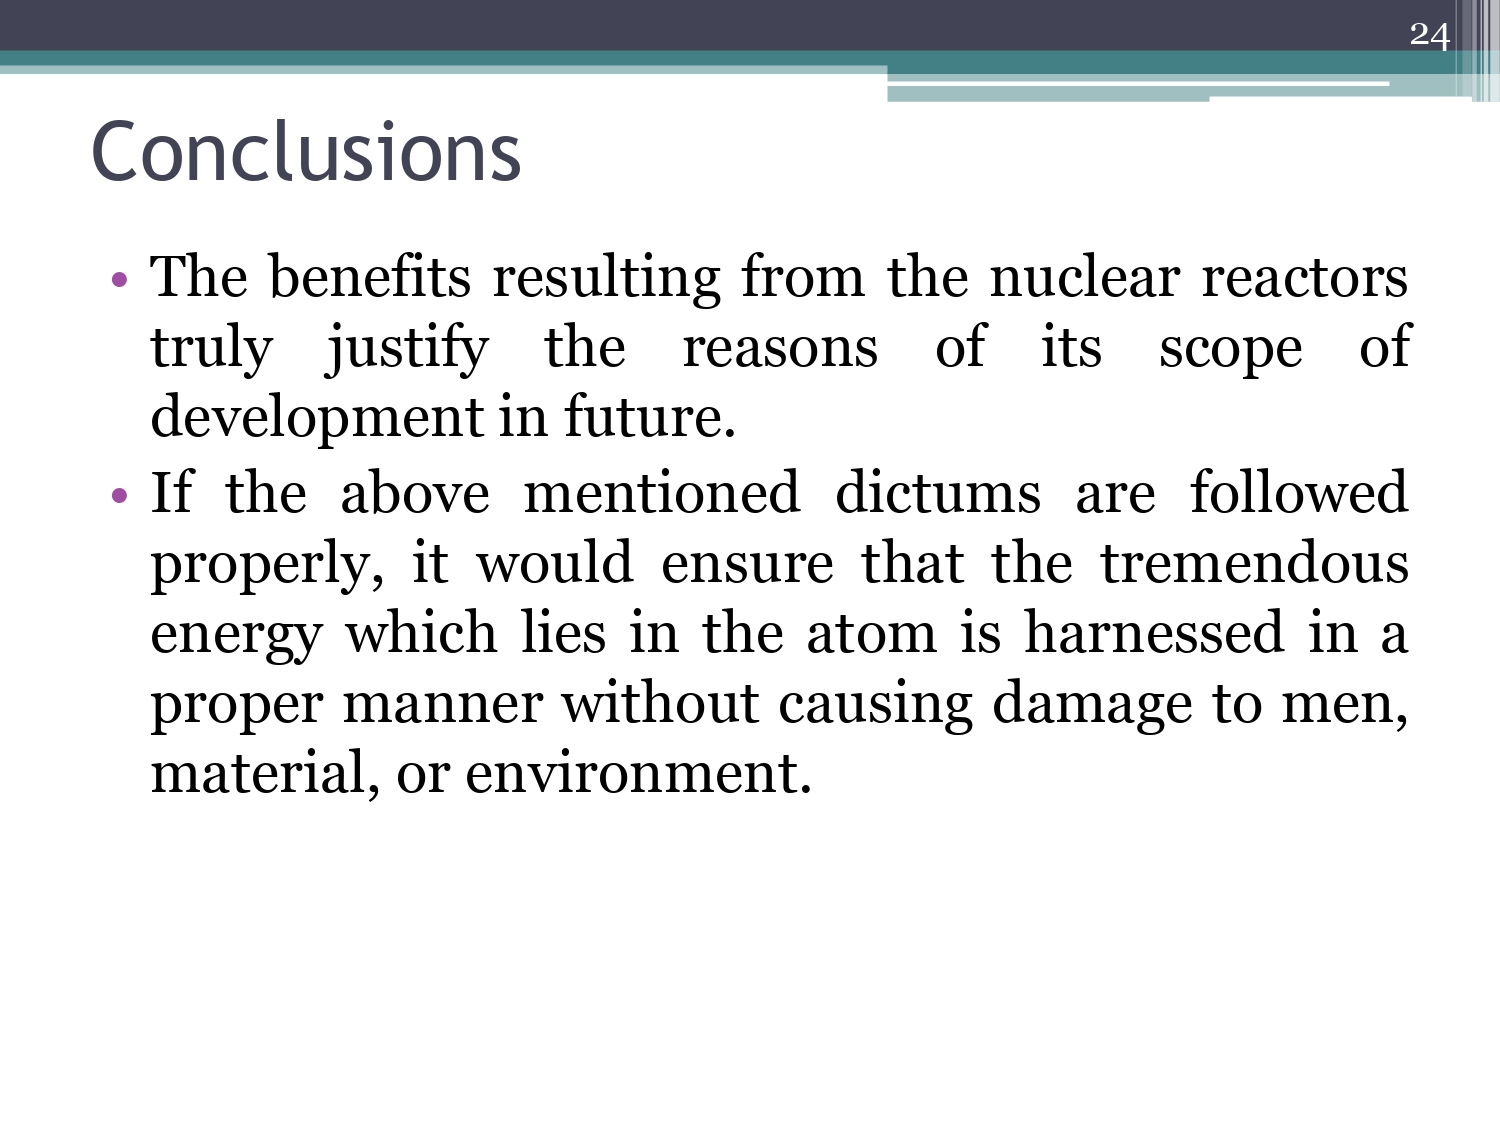 24
Conclusions
• The benefits resulting from the nuclear reactors
truly justify the reasons of its scope of
development in future.
• If the above mentioned dictums are followed
properly, it would ensure that the tremendous
energy which lies in the atom is harnessed in a
proper manner without causing damage to men,
material, or environment.